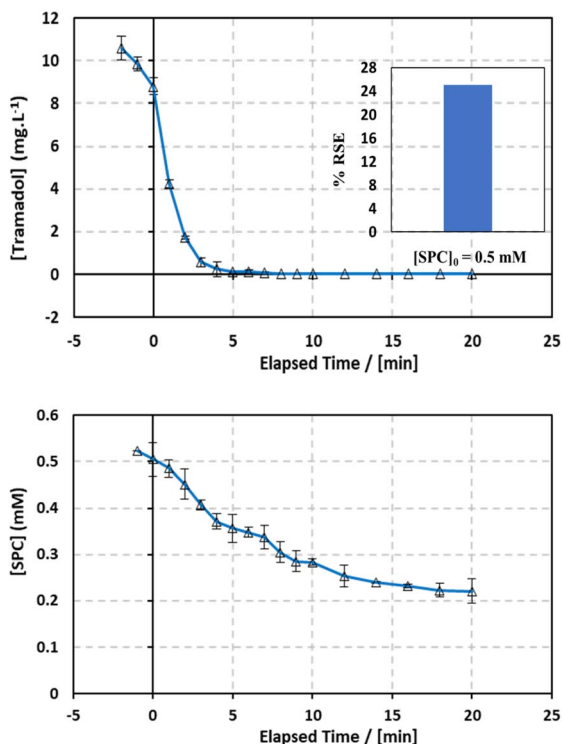 12
10
8
6
4
2
0
-2
[Tramadol] (mg.L-1)
-5 0 5 10 15 20 25
Elapsed Time / [min]
28
24
20
16
12
8
4
0
% RSE
[SPC]0 = 0.5 mM
0.6
0.5
0.4
0.3
0.2
0.1
0
[SPC] (mM)
-5 0 5 10 15 20 25
Elapsed Time / [min]